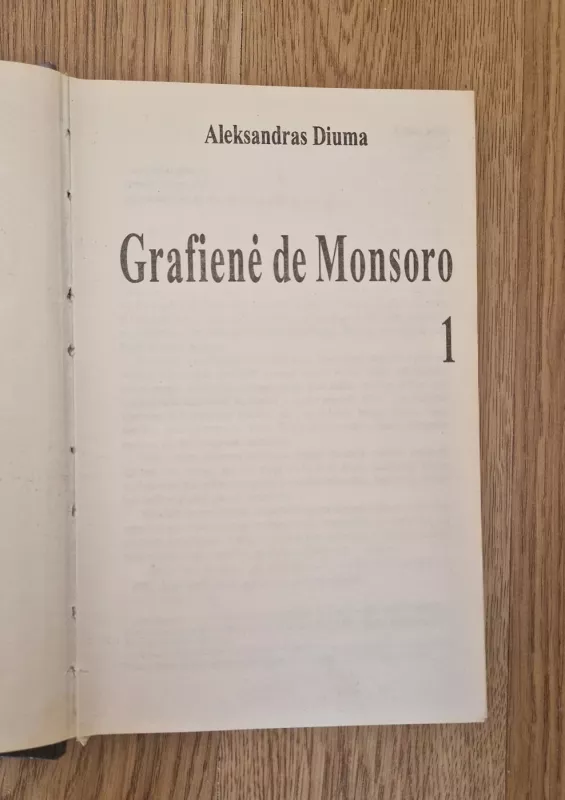 Aleksandras Diuma
Grafienė de Monsoro
1